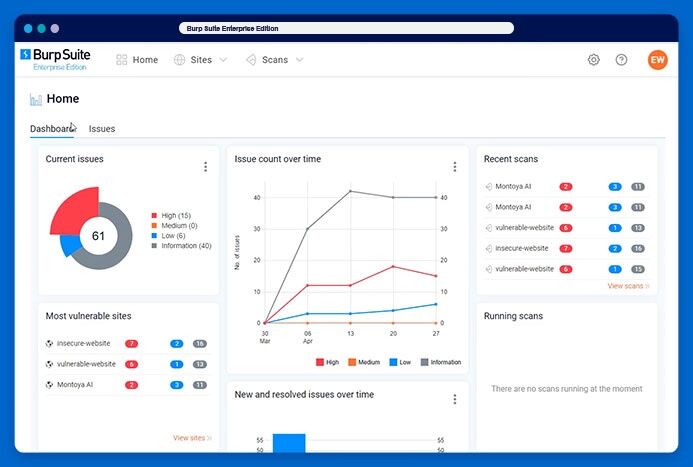 Burp Suite Enterprise Edition
BurpSuite
Enterprise Edition
Home
Sites
Scans
EW
Home
Dashboard
Issues
Current issues
61
High (15)
Medium (0)
Low (6)
Information (40)
Issue count over time
No. of issues
40 40
30 30
20 20
10 10
0 0
30 06 13 20 27
Mar Apr
High Medium Low Information
Recent scans
Montoya AI 2 3 11
Montoya AI 2 3 11
vulnerable-website 6 1 13
insecure-website 7 2 16
vulnerable-website 6 1 15
View scans
Most vulnerable sites
insecure-website 7 2 16
vulnerable-website 6 1 13
Montoya AI 2 3 11
View sites
New and resolved issues over time
55 55
50 50
Running scans
There are no scans running at the moment